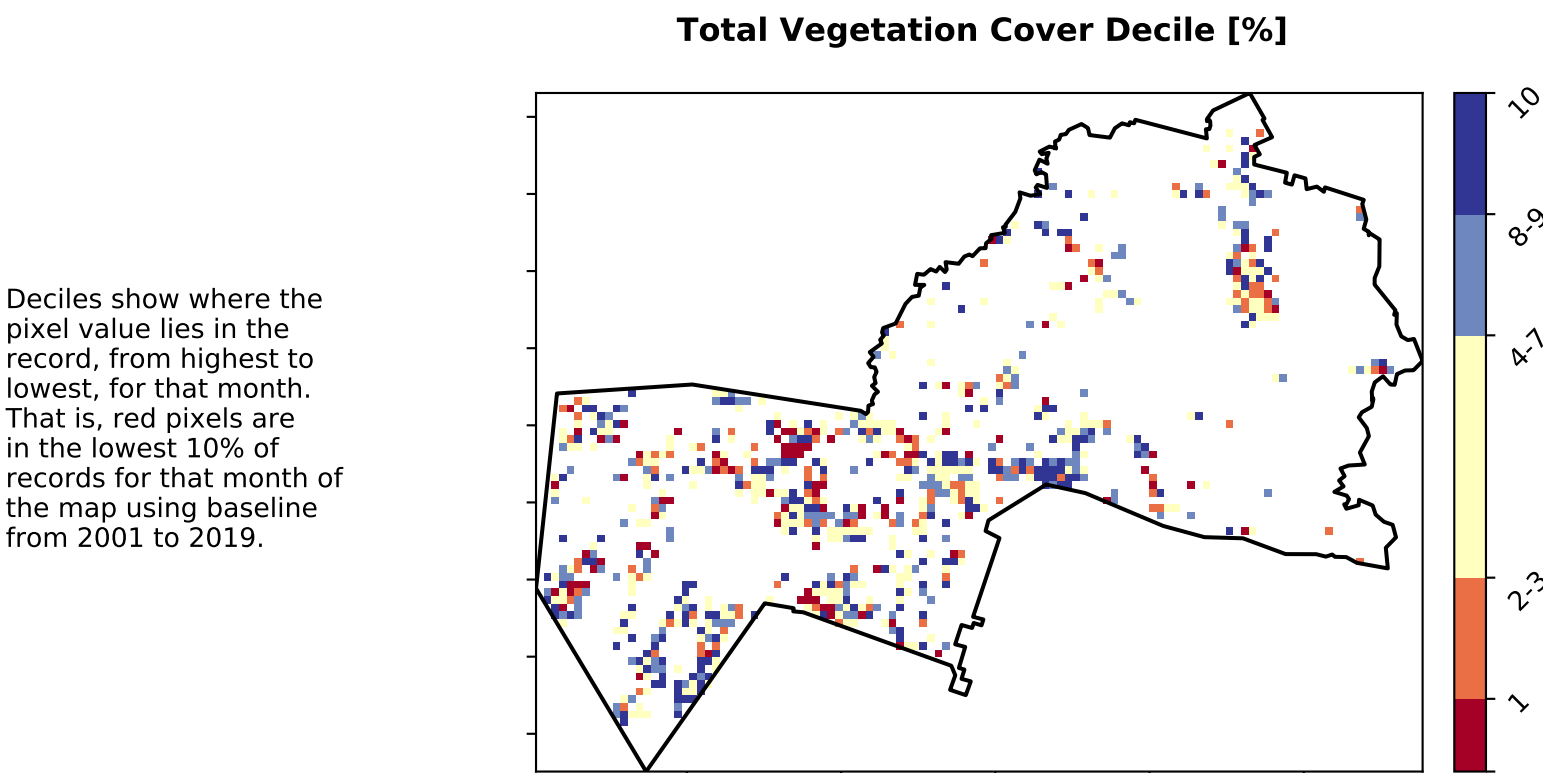 Total Vegetation Cover Decile [%]
Deciles show where the
pixel value lies in the
record, from highest to
lowest, for that month.
That is, red pixels are
in the lowest 10% of
records for that month of
the map using baseline
from 2001 to 2019.
10
8-9
4-7
2-3
1